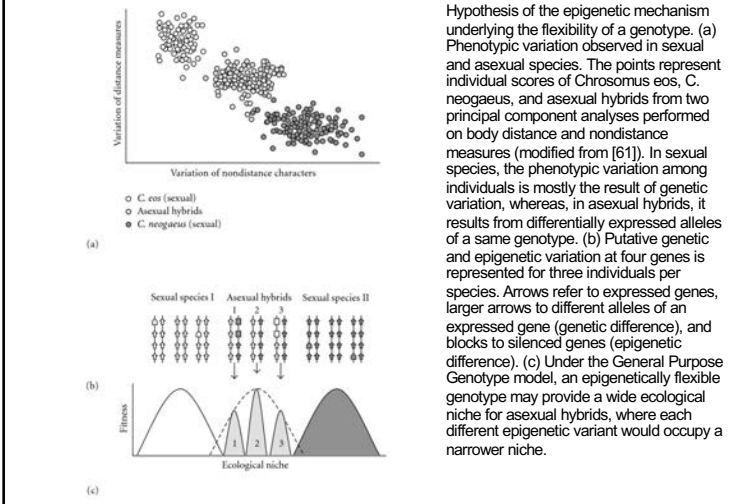 Variation of distance measures
Variation of nondistance characters
C. eos (sexual)
Asexual hybrids
C. neogaeus (sexual)
(a)
Sexual species I Asexual hybrids Sexual species II
1 2 3
(b)
Fitness
1 2 3
Ecological niche
(c)
Hypothesis of the epigenetic mechanism
underlying the flexibility of a genotype. (a)
Phenotypic variation observed in sexual
and asexual species. The points represent
individual scores of Chrosomus eos, C.
neogaeus, and asexual hybrids from two
principal component analyses performed
on body distance and nondistance
measures (modified from [61]). In sexual
species, the phenotypic variation among
individuals is mostly the result of genetic
variation, whereas, in asexual hybrids, it
results from differentially expressed alleles
of a same genotype. (b) Putative genetic
and epigenetic variation at four genes is
represented for three individuals per
species. Arrows refer to expressed genes,
larger arrows to different alleles of an
expressed gene (genetic difference), and
blocks to silenced genes (epigenetic
difference). (c) Under the General Purpose
Genotype model, an epigenetically flexible
genotype may provide a wide ecological
niche for asexual hybrids, where each
different epigenetic variant would occupy a
narrower niche.